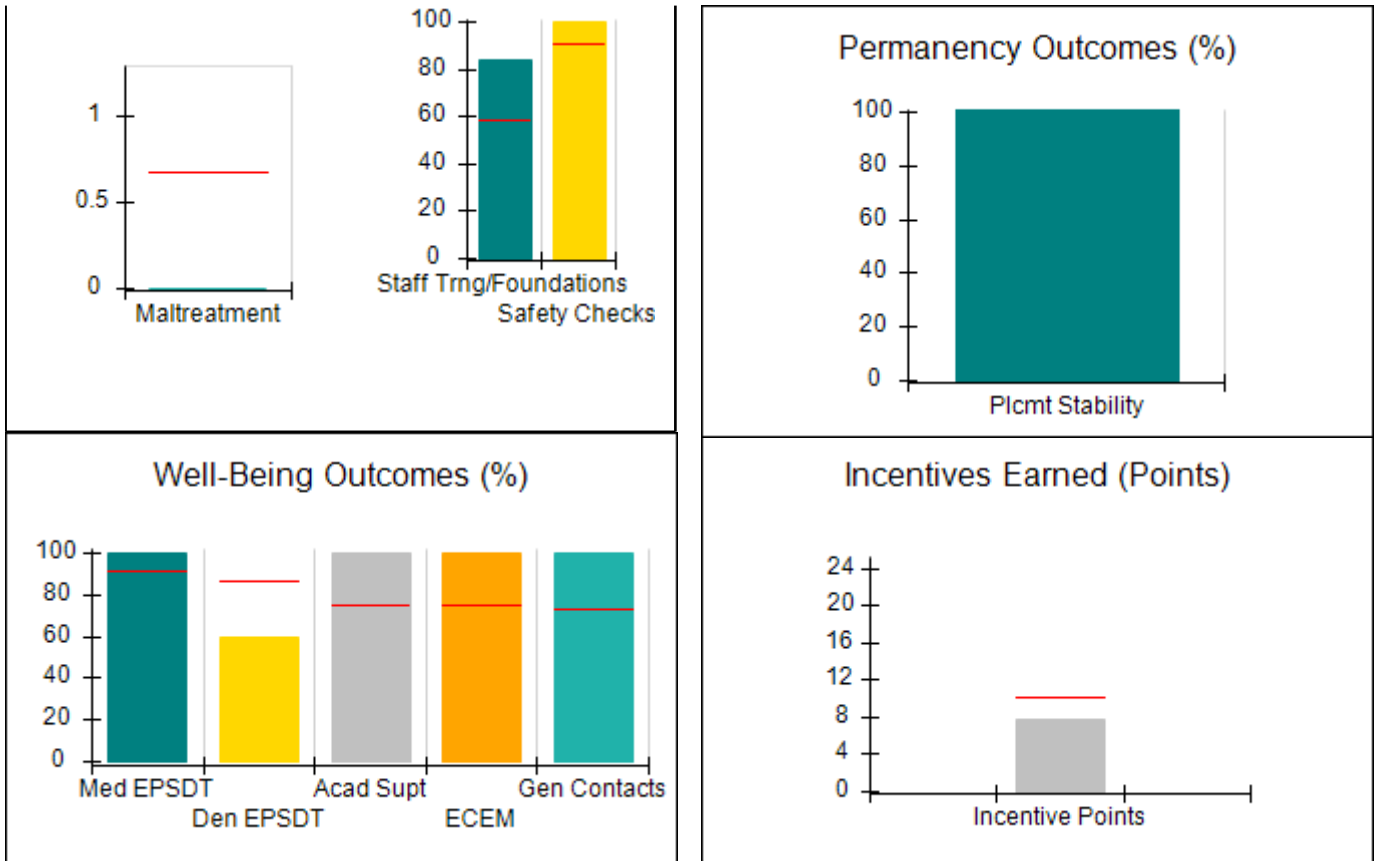 1
0.5
0
Maltreatment
100
80
60
40
20
0
Staff Trng/Foundations
Safety Checks
Permanency Outcomes (%)
100
80
60
40
20
0
Plcmt Stability
Well-Being Outcomes (%)
100
80
60
40
20
0
Med EPSDT Acad Supt Gen Contacts
Den EPSDT ECEM
Incentives Earned (Points)
24
20
16
12
8
4
0
Incentive Points